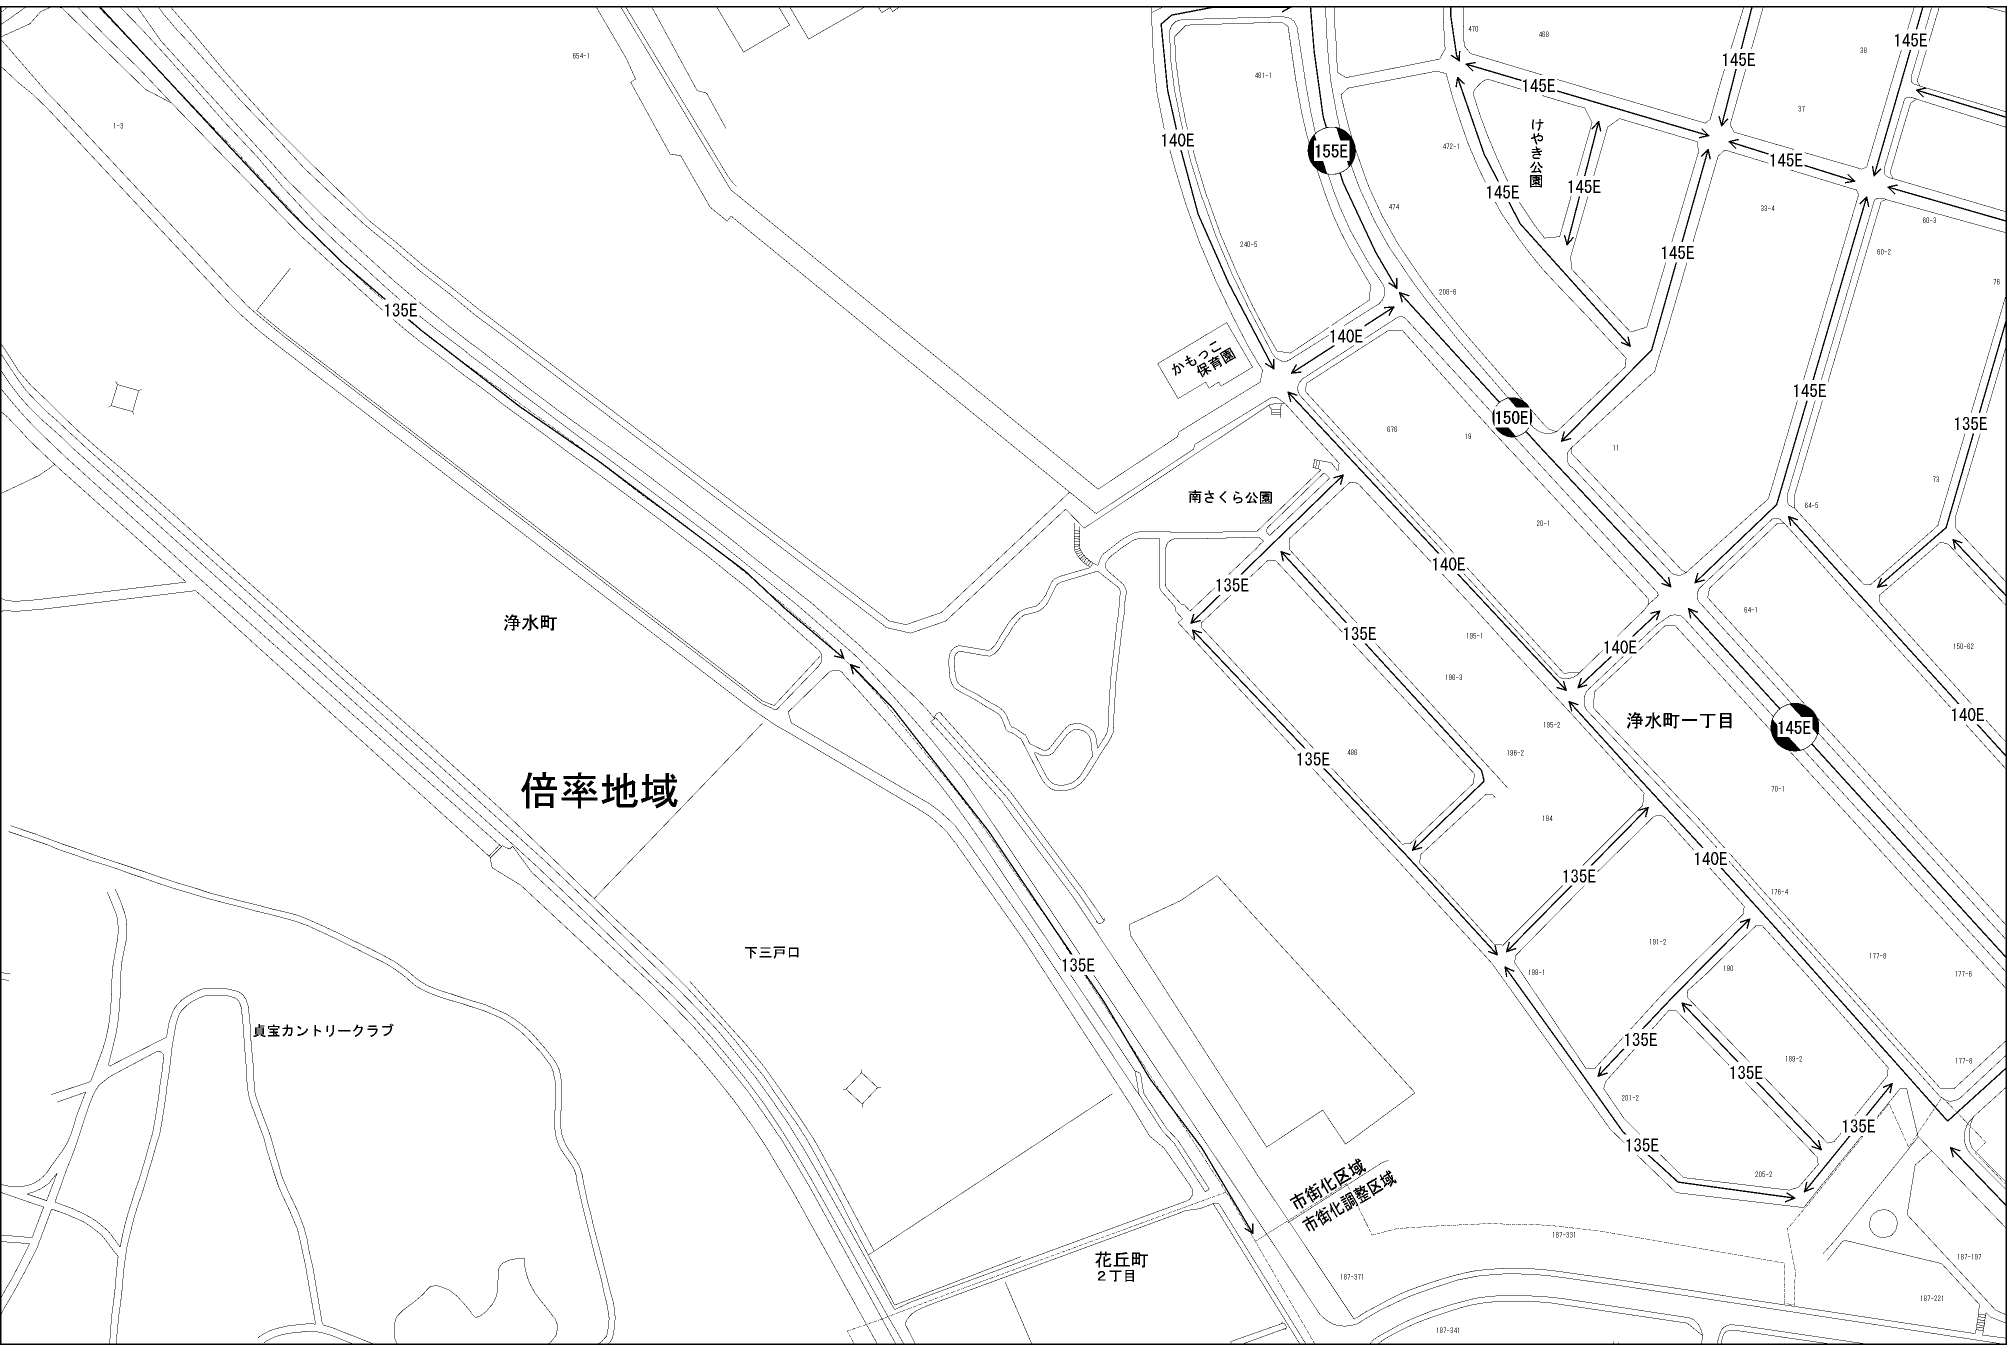 470
468
38
145E
654-1
145E
481-1
145E
37
1-3
けやき公園
140E
472-1
155E
145E
145E
145E
474
33-4
60-3
240-5
145E
60-2
76
208-6
135E
140E
かもっこ
保育園
145E
150E
135E
676
19
11
73
南さくら公園
64-5
20-1
140E
135E
64-1
浄水町
135E
195-1
140E
150-62
196-3
140E
浄水町一丁目
195-2
145E
135E
486
196-2
倍率地域
70-1
194
140E
135E
176-4
191-2
下三戸口
135E
198-1
190
177-8
177-6
貞宝カントリークラブ
135E
189-2
177-8
135E
201-2
135E
135E
205-2
市街化区域
市街化調整区域
187-331
花丘町
2丁目
187-371
187-197
187-221
187-341